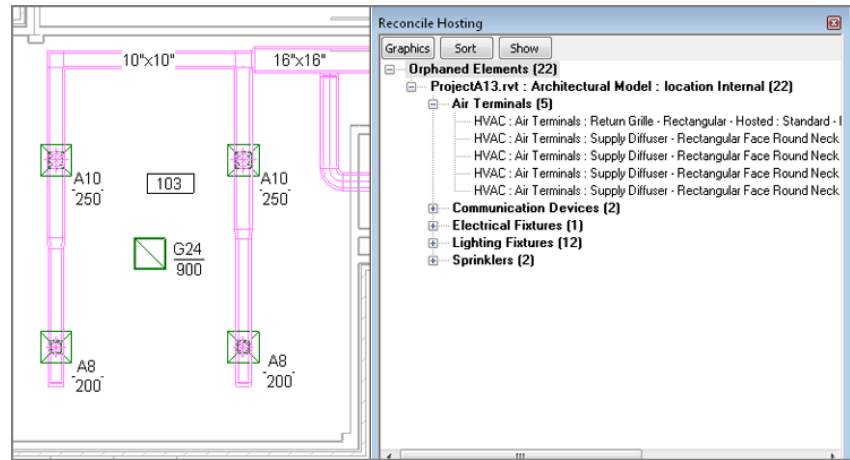 10"x10"
16"x16"
A10
250
103
A10
250
G24
900
A8
200
A8
200
Reconcile Hosting
Graphics
Sort
Show
Orphaned Elements (22)
ProjectA13.rvt : Architectural Model : location Internal (22)
Air Terminals (5)
HVAC : Air Terminals : Return Grille - Rectangular - Hosted : Standard -
HVAC : Air Terminals : Supply Diffuser - Rectangular Face Round Neck
HVAC : Air Terminals : Supply Diffuser - Rectangular Face Round Neck
HVAC : Air Terminals : Supply Diffuser - Rectangular Face Round Neck
HVAC : Air Terminals : Supply Diffuser - Rectangular Face Round Neck
Communication Devices (2)
Electrical Fixtures (1)
Lighting Fixtures (12)
Sprinklers (2)